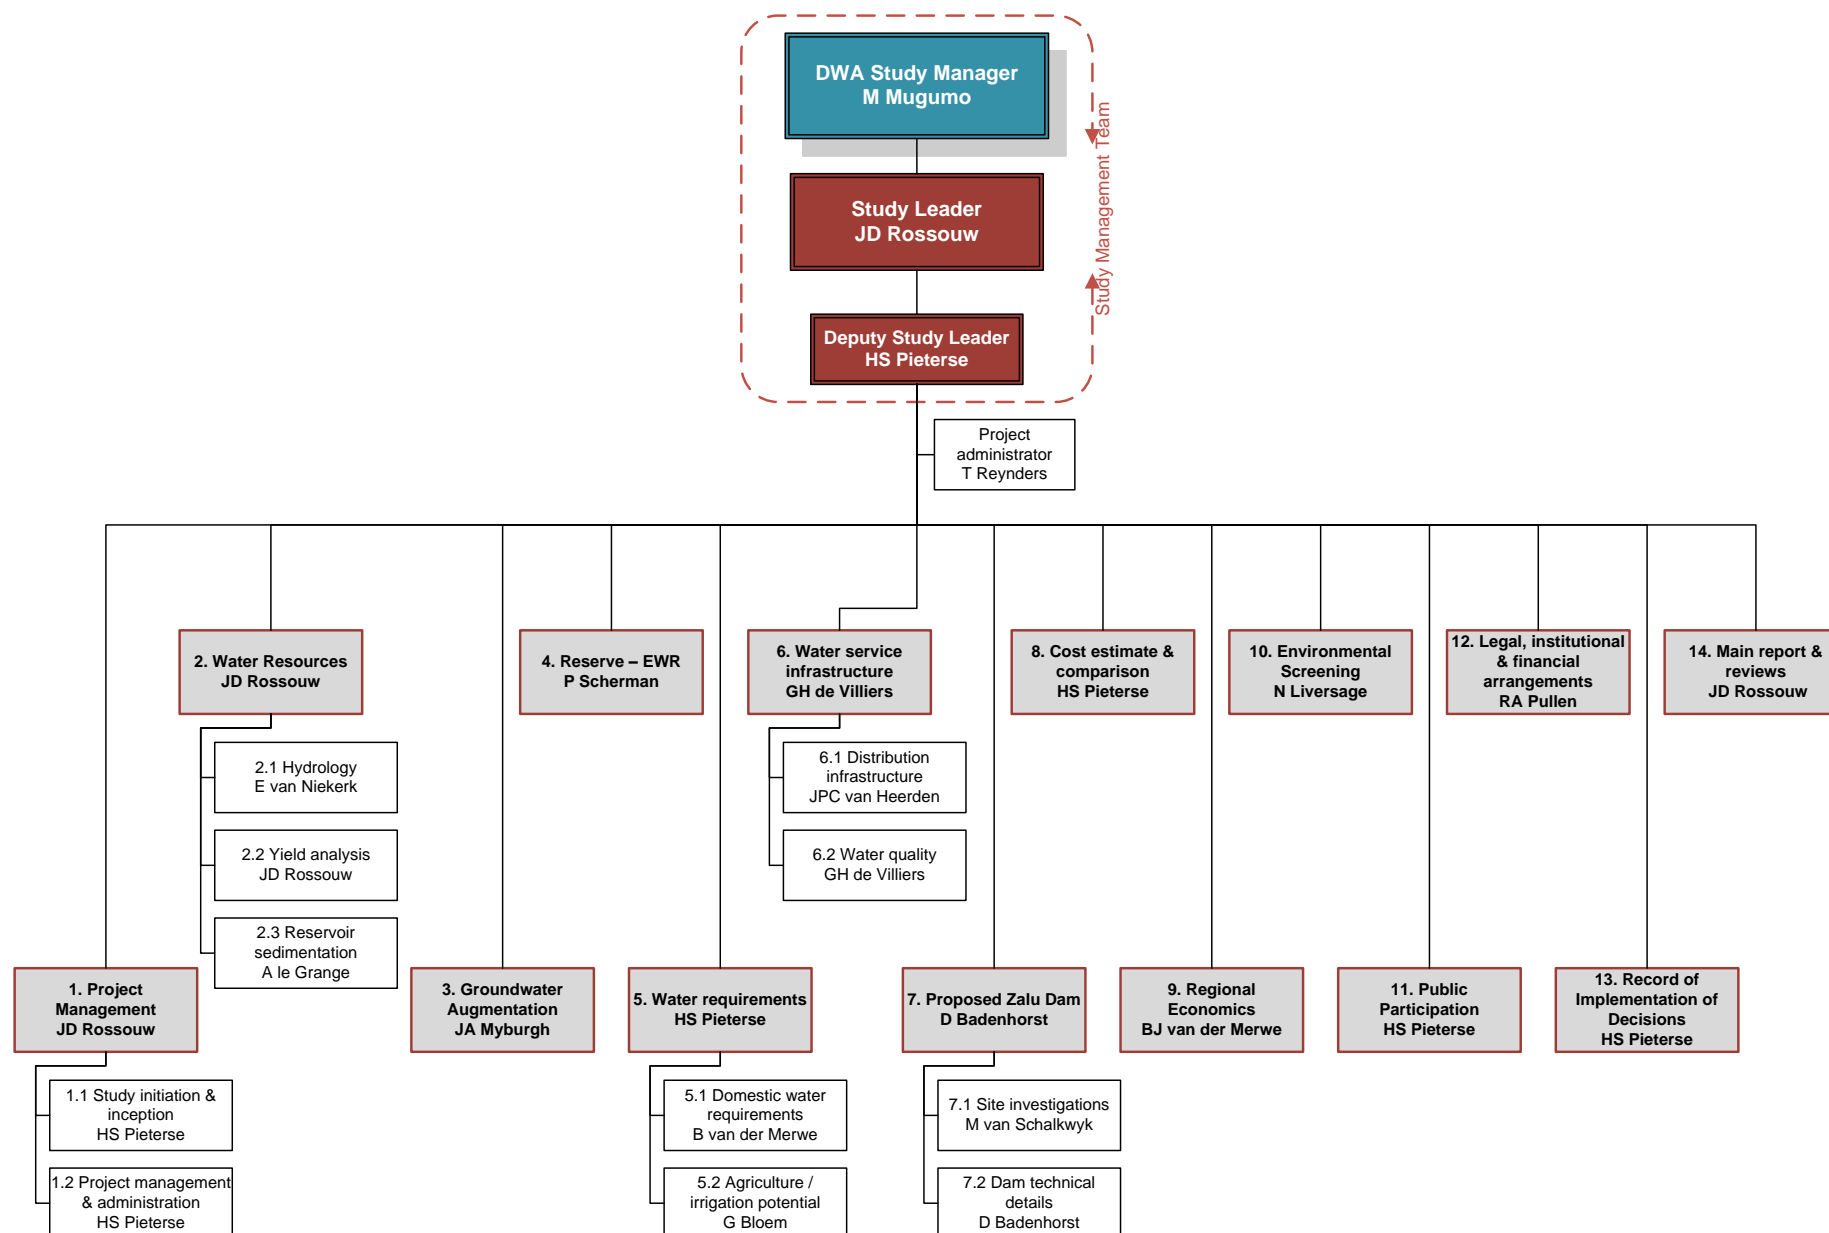 DWA Study Manager
M Mugumo
Study Management Team
Study Leader
JD Rossouw
Deputy Study Leader
HS Pieterse
Project
administrator
T Reynders
2. Water Resources
JD Rossouw
2.1 Hydrology
E van Niekerk
2.2 Yield analysis
JD Rossouw
2.3 Reservoir
sedimentation
A le Grange
4. Reserve – EWR
P Scherman
6. Water service
infrastructure
GH de Villiers
6.1 Distribution
infrastructure
JPC van Heerden
6.2 Water quality
GH de Villiers
8. Cost estimate &
comparison
HS Pieterse
10. Environmental
Screening
N Liversage
12. Legal, institutional
& financial
arrangements
RA Pullen
14. Main report &
reviews
JD Rossouw
1. Project
Management
JD Rossouw
1.1 Study initiation &
inception
HS Pieterse
1.2 Project management
& administration
HS Pieterse
3. Groundwater
Augmentation
JA Myburgh
5. Water requirements
HS Pieterse
5.1 Domestic water
requirements
B van der Merwe
5.2 Agriculture /
irrigation potential
G Bloem
7. Proposed Zalu Dam
D Badenhorst
7.1 Site investigations
M van Schalkwyk
7.2 Dam technical
details
D Badenhorst
9. Regional
Economics
BJ van der Merwe
11. Public
Participation
HS Pieterse
13. Record of
Implementation of
Decisions
HS Pieterse